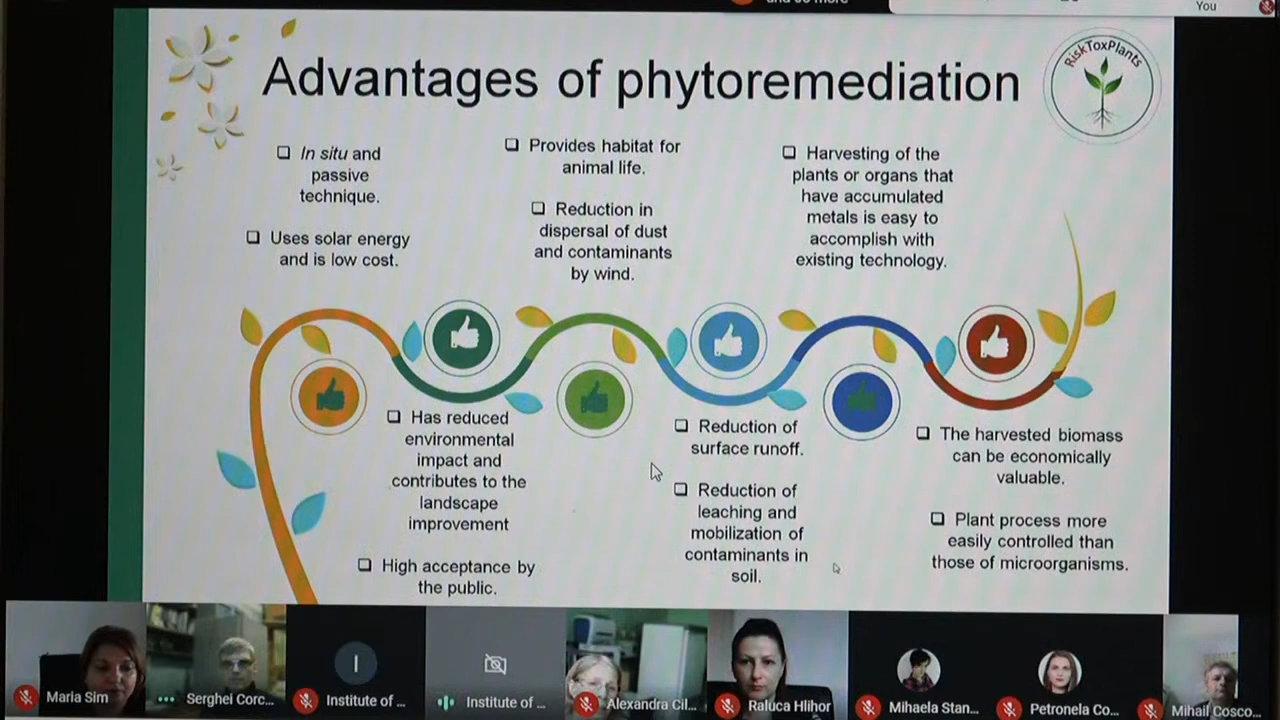 You
Advantages of phytoremediation
RiskToxPlants
❑ In situ and
passive
technique.
❑ Uses solar energy
and is low cost.
❑ Provides habitat for
animal life.
❑ Reduction in
dispersal of dust
and contaminants
by wind.
❑ Harvesting of the
plants or organs that
have accumulated
metals is easy to
accomplish with
existing technology.
❑ Has reduced
environmental
impact and
contributes to the
landscape
improvement
❑ High acceptance by
the public.
❑ Reduction of
surface runoff.
❑ Reduction of
leaching and
mobilization of
contaminants in
soil.
❑ The harvested biomass
can be economically
valuable.
❑ Plant process more
easily controlled than
those of microorganisms.
Maria Sim
Serghei Corc...
I
Institute of ...
Institute of ...
Alexandra Cil...
Raluca Hlihor
Mihaela Stan...
Petronela Co...
Mihail Cosco...